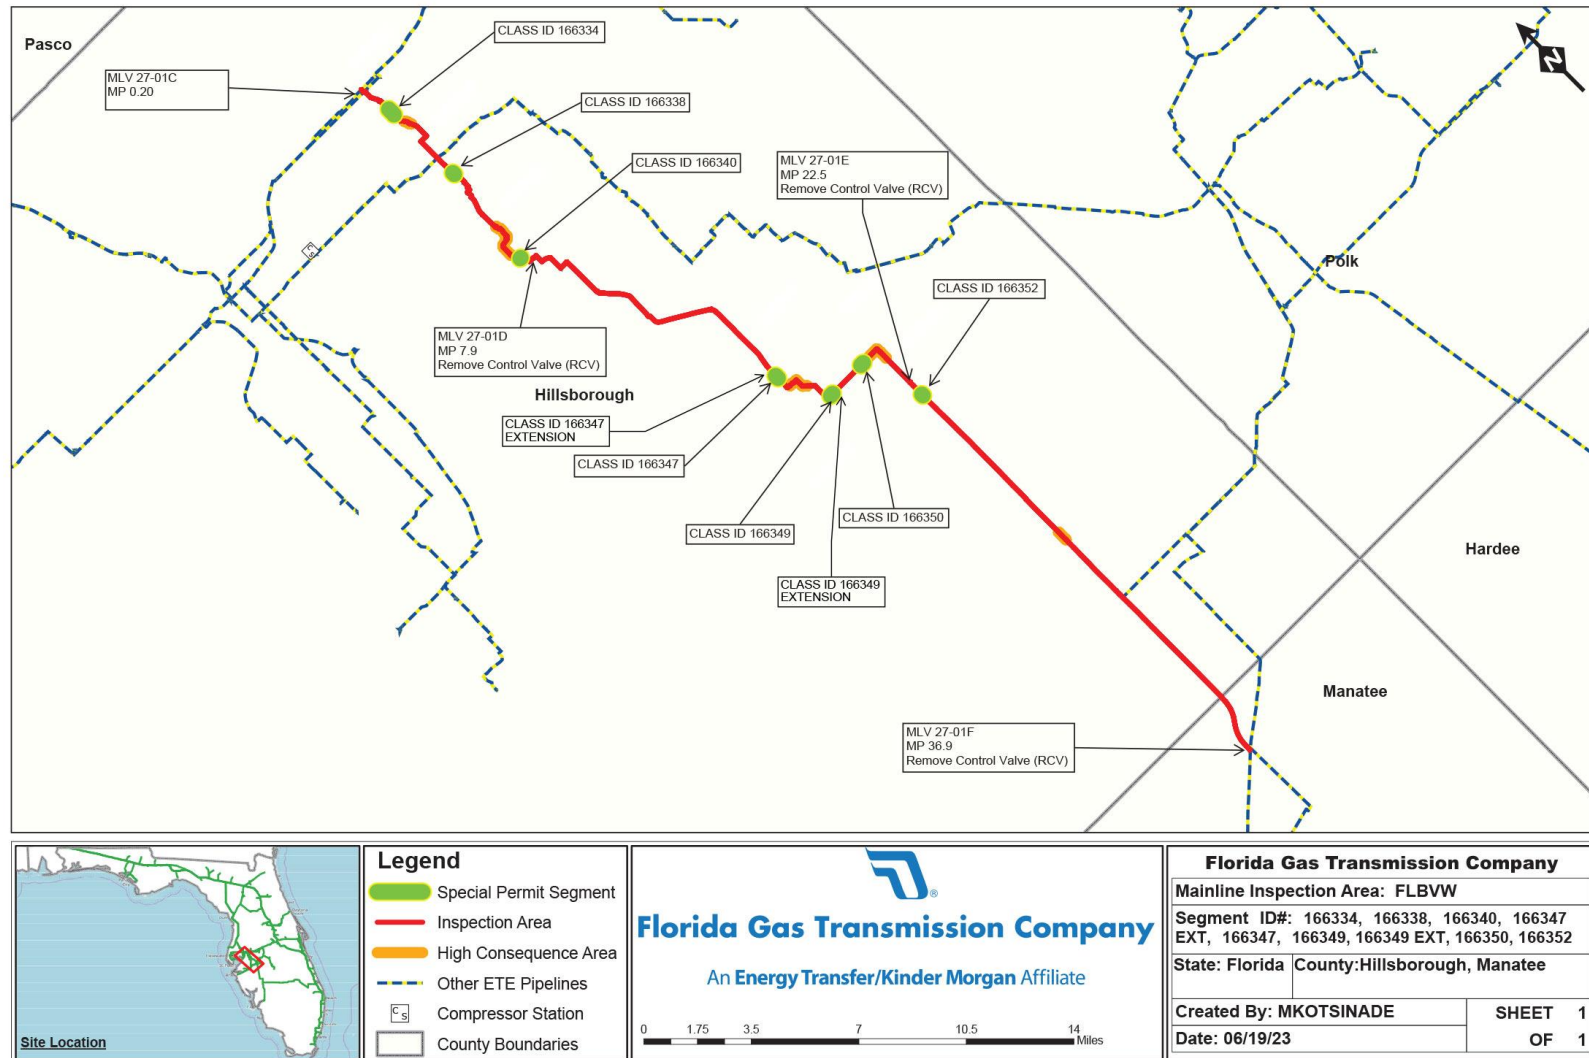 Pasco
CLASS ID 166334
MLV 27-01C
MP 0.20
CLASS ID 166338
CLASS ID 166340
MLV 27-01E
MP 22.5
Remove Control Valve (RCV)
N
Polk
CLASS ID 166352
MLV 27-01D
MP 7.9
Remove Control Valve (RCV)
Hillsborough
CLASS ID 166347
EXTENSION
CLASS ID 166347
CLASS ID 166350
CLASS ID 166349
CLASS ID 166349
EXTENSION
Hardee
Manatee
MLV 27-01F
MP 36.9
Remove Control Valve (RCV)
C
S
Site Location
Legend
Special Permit Segment
Inspection Area
High Consequence Area
Other ETE Pipelines
C
S
Compressor Station
County Boundaries
®
Florida Gas Transmission Company
An Energy Transfer/Kinder Morgan Affiliate
0 1.75 3.5 7 10.5 14
Miles
Florida Gas Transmission Company
Mainline Inspection Area: FLBVW
Segment ID#: 166334, 166338, 166340, 166347
EXT, 166347, 166349, 166349 EXT, 166350, 166352
State: Florida County:Hillsborough, Manatee
Created By: MKOTSINADE
SHEET 1
Date: 06/19/23
OF 1